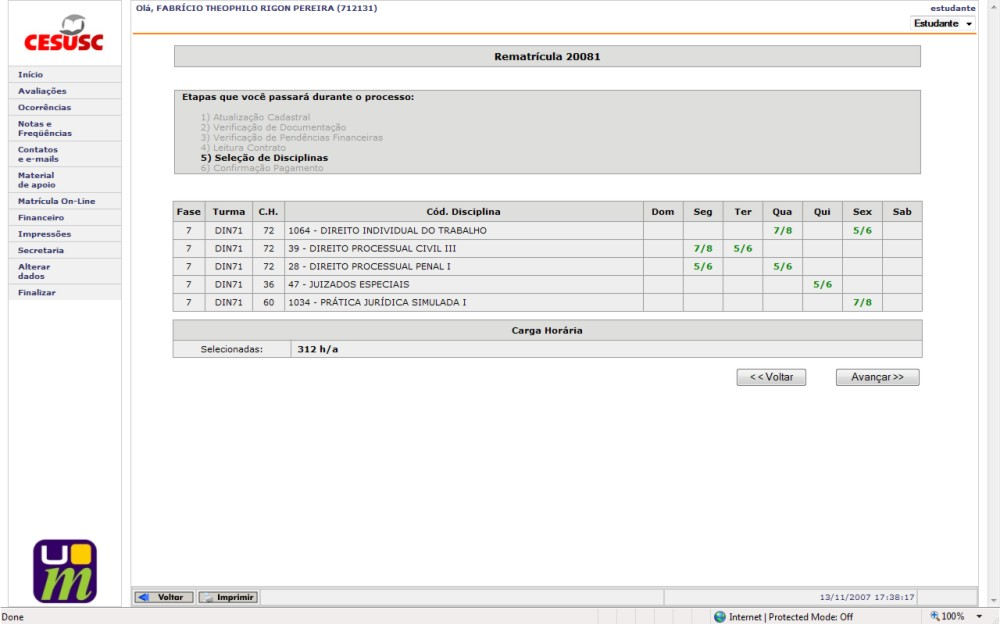 Olá, FABRÍCIO THEOPHILO RIGON PEREIRA (712131)
estudante
Estudante
CESUSC
Início
Avaliações
Ocorrências
Notas e
Freqüências
Contatos
e e-mails
Material
de apoio
Matrícula On-Line
Financeiro
Impressões
Secretaria
Alterar
dados
Finalizar
Rematrícula 20081
Etapas que você passará durante o processo:
1) Atualização Cadastral
2) Verificação de Documentação
3) Verificação de Pendências Financeiras
4) Leitura Contrato
5) Seleção de Disciplinas
6) Confirmação Pagamento
Fase Turma C.H. Cód. Disciplina Dom Seg Ter Qua Qui Sex Sab
7 DIN71 72 1064 - DIREITO INDIVIDUAL DO TRABALHO 7/8 5/6
7 DIN71 72 39 - DIREITO PROCESSUAL CIVIL III 7/8 5/6
7 DIN71 72 28 - DIREITO PROCESSUAL PENAL I 5/6 5/6
7 DIN71 36 47 - JUIZADOS ESPECIAIS 5/6
7 DIN71 60 1034 - PRÁTICA JURÍDICA SIMULADA I 7/8
Carga Horária
Selecionadas: 312 h/a
<< Voltar Avançar >>
um
Voltar Imprimir 13/11/2007 17:38:17
Done Internet | Protected Mode: Off 100%